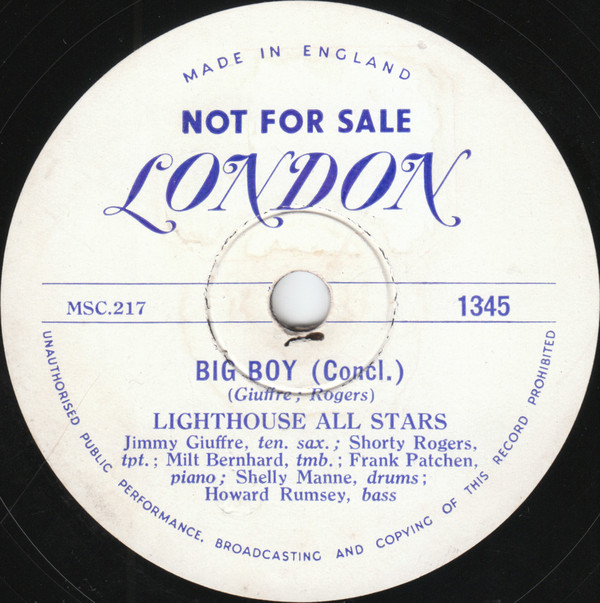 MADE IN ENGLAND
NOT FOR SALE
LONDON
MSC.217
1345
BIG BOY (Concl.)
(Giuffre ; Rogers)
LIGHTHOUSE ALL STARS
Jimmy Giuffre, ten. sax. ; Shorty Rogers,
tpt. ; Milt Bernhard, tmb. ; Frank Patchen,
piano ; Shelly Manne, drums ;
Howard Rumsey, bass
UNAUTHORISED PUBLIC PERFORMANCE, BROADCASTING AND COPYING OF THIS RECORD PROHIBITED